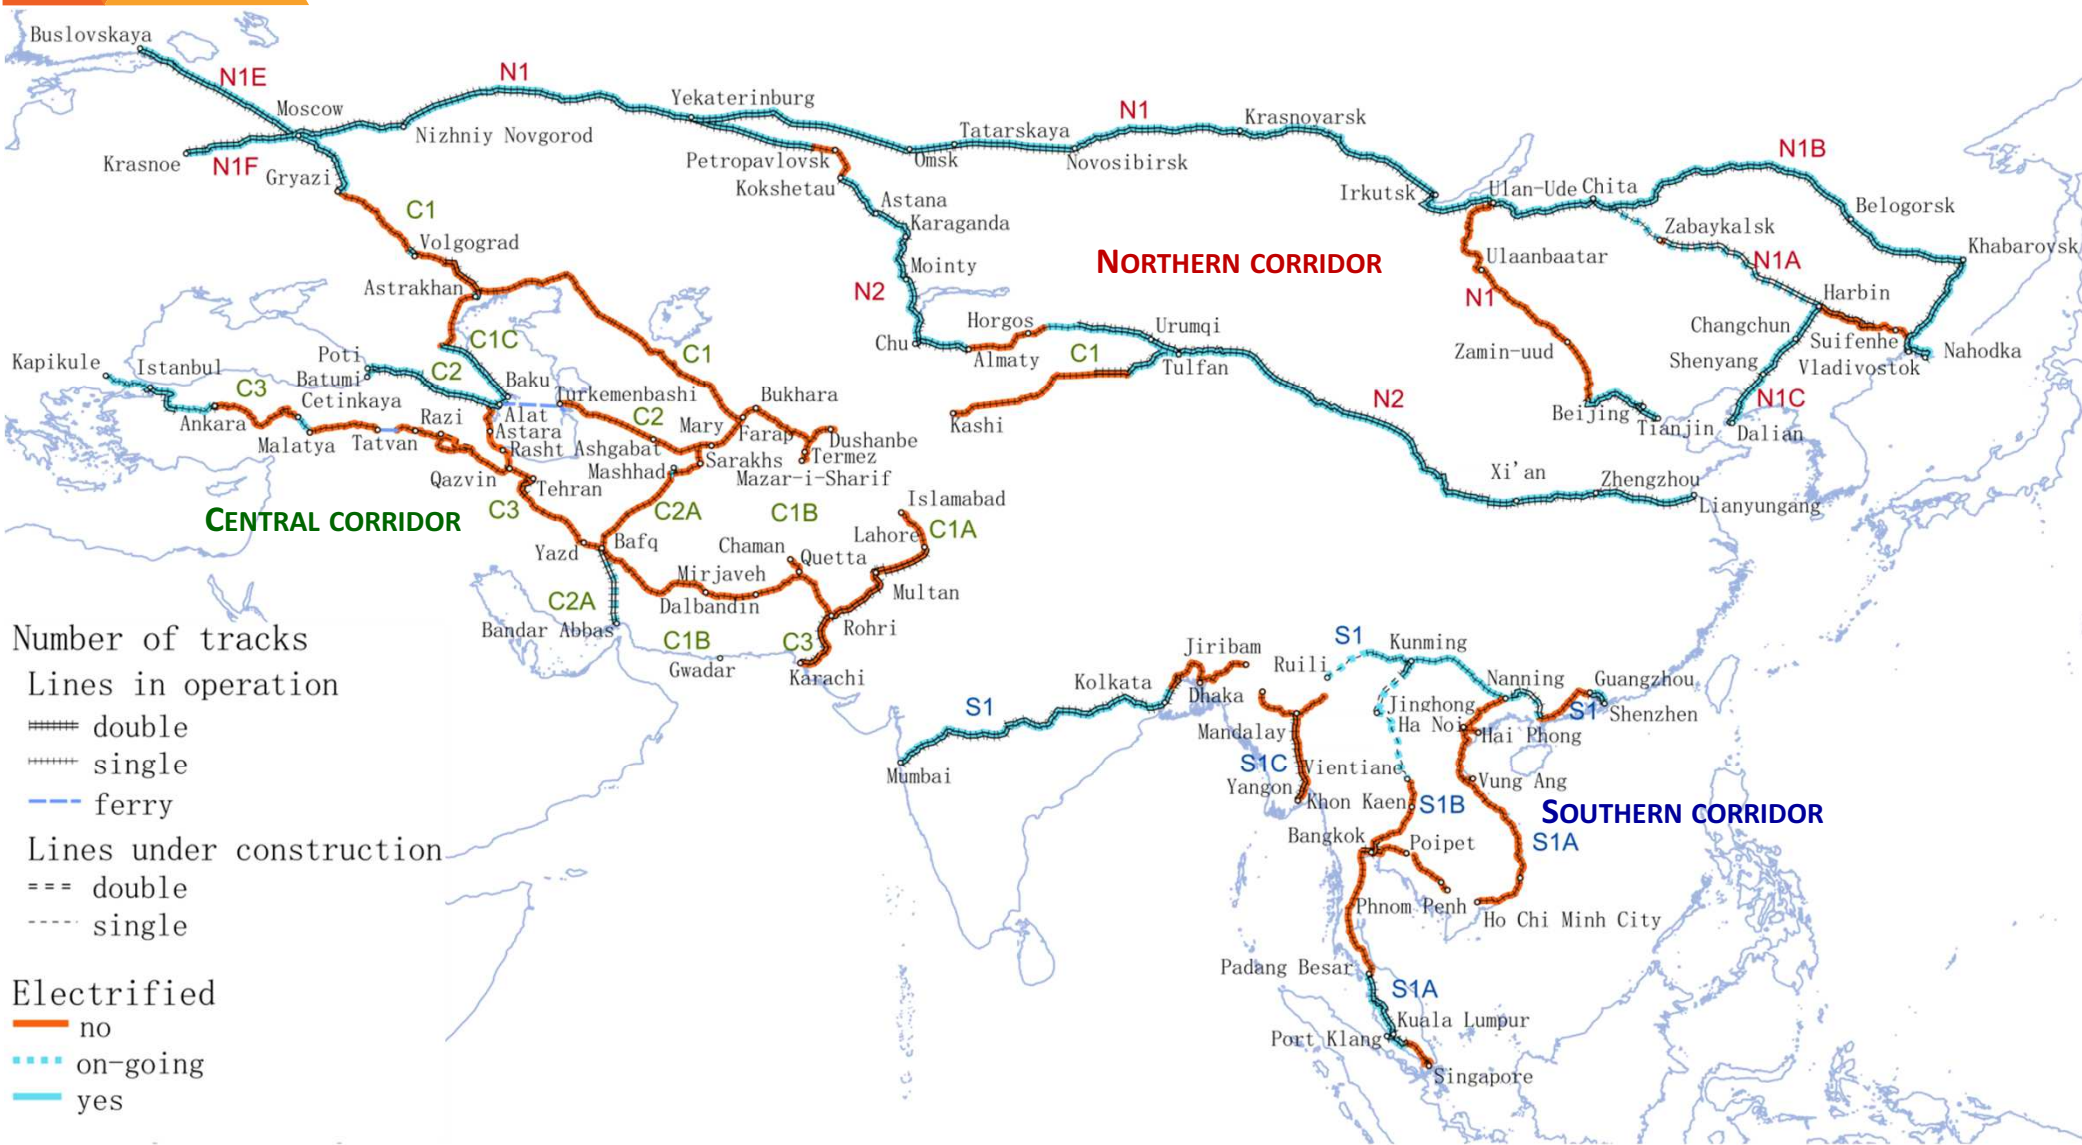 Buslovskaya
N1E
N1
Yekaterinburg
Moscow
Nizhniy Novgorod
N1
Krasnoyarsk
Tatarskaya
Omsk
Novosibirsk
Krasnoe
N1F
Gryazi
Petropavlovsk
Kokshetau
N1B
Irkutsk
Ulan-Ude
Chita
Belogorsk
C1
Astana
Karaganda
Zabaykalsk
Khabarovsk
Volgograd
NORTHERN CORRIDOR
Ulaanbaatar
N1A
Mointy
Astrakhan
N2
N1
Harbin
Horgos
Urumqi
Changchun
Suifenhe
C1C
Chu
Almaty
C1
Tulfan
Zamin-uud
Shenyang
Vladivostok
Nahodka
Kapikule
Istanbul
Poti
Batumi
C2
Baku
C1
C3
Cetinkaya
Turkemenbashi
Bukhara
N2
N1C
Ankara
Razi
Alat
C2
Mary
Farap
Dushanbe
Kashi
Beijing
Tianjin
Dalian
Malatya
Tatvan
Astara
Rasht
Ashgabat
Sarakhs
Termez
Qazvin
Tehran
Mashhad
Mazar-i-Sharif
Xi'an
Zhengzhou
Lianyungang
CENTRAL CORRIDOR
C3
C2A
C1B
Islamabad
Lahore
C1A
Yazd
Bafq
Chaman
Quetta
Mirjaveh
Multan
C2A
Dalbandin
Bandar Abbas
C1B
C3
Rohri
Gwadar
Karachi
Number of tracks
Lines in operation
double
single
ferry
Lines under construction
double
single
Electrified
no
on-going
yes
Jiribam
S1
Kunming
Ruili
Kolkata
Dhaka
Nanning
Guangzhou
S1
Jinghong
S1
Shenzhen
Mandalay
Ha Noi
Hai Phong
Mumbai
S1C
Vientiane
Yangon
Khon Kaen
S1B
Vung Ang
SOUTHERN CORRIDOR
Bangkok
Poipet
S1A
Phnom Penh
Ho Chi Minh City
Padang Besar
S1A
Kuala Lumpur
Port Klang
Singapore